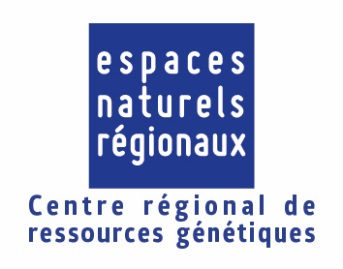 espaces
naturels
régionaux
Centre régional de
ressources génétiques